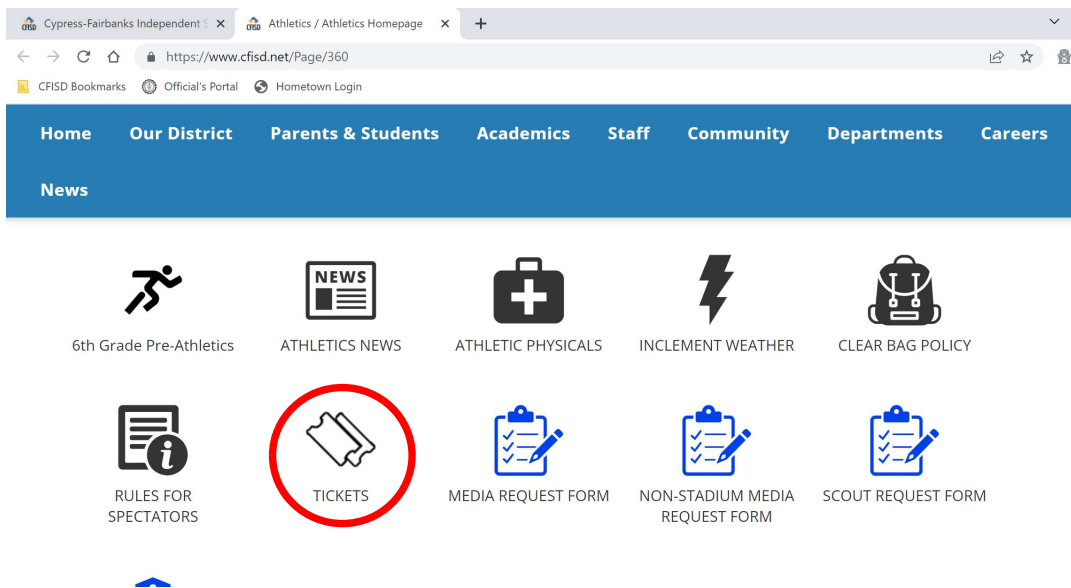 Cypress-Fairbanks Independent S
Athletics / Athletics Homepage
https://www.cfisd.net/Page/360
CFISD Bookmarks Official's Portal Hometown Login
Home Our District Parents & Students Academics Staff Community Departments Careers
News
NEWS
6th Grade Pre-Athletics ATHLETICS NEWS ATHLETIC PHYSICALS INCLEMENT WEATHER CLEAR BAG POLICY
RULES FOR TICKETS MEDIA REQUEST FORM NON-STADIUM MEDIA SCOUT REQUEST FORM
SPECTATORS REQUEST FORM